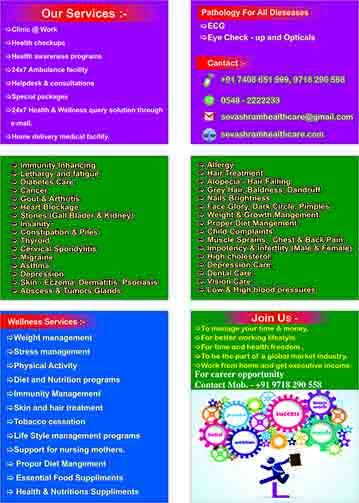 Our Services :-
Clinic @ Work
Health checkups
Health awareness programs
24x7 Ambulance facility
Helpdesk & consultations
Special packages
24x7 Health & Wellness query solution through
e-mail.
Home delivery medical facility.
Pathology For All Dieseases
ECG
Eye Check - up and Opticals
Contact :-
+91 7408 651 999, 9718 290 558
0548 - 2222233
sevashramhealthcare@gmail.com
sevashramhealthcare.com
Immunity Inhancing
Lethargy and fatigue
Diabetes Care
Cancer
Gout & Arthritis
Heart Blockage
Stones (Gall Blader & Kidney)
Insanity
Constipation & Piles
Thyroid
Cervical Spondylitis
Migraine
Asthma
Depression
Skin - Eczema, Dermatitis, Psoriasis
Abscess & Tumors Glands
Allergy
Hair Treatment
Alopecia - Hair Falling
Grey Hair, Baldness, Dandruff
Nails Brightness
Face Glory, Dark Circle, Pimples
Weight & Growth Mangement
Proper Diet Mangement
Child Complaints
Muscle Sprains, Chest & Back Pain
Impotency & Infertity (Male & Female)
High cholesterol
Depression Care
Dental Care
Vision Care
Low & High blood pressures
Wellness Services :-
Weight management
Stress management
Physical Activity
Diet and Nutrition programs
Immunity Management
Skin and hair treatment
Tobacco cessation
Life Style management programs
Support for nursing mothers.
Propur Diet Mangement
Essential Food Suppliments
Health & Nutritions Suppliments
Join Us -
To manage your time & money,
For better working lifestyle
For time and health freedom ,
To be the part of a global market industry.
Work from home and get executive income.
For career opportunity
Contact Mob. - +91 9718 290 558
success